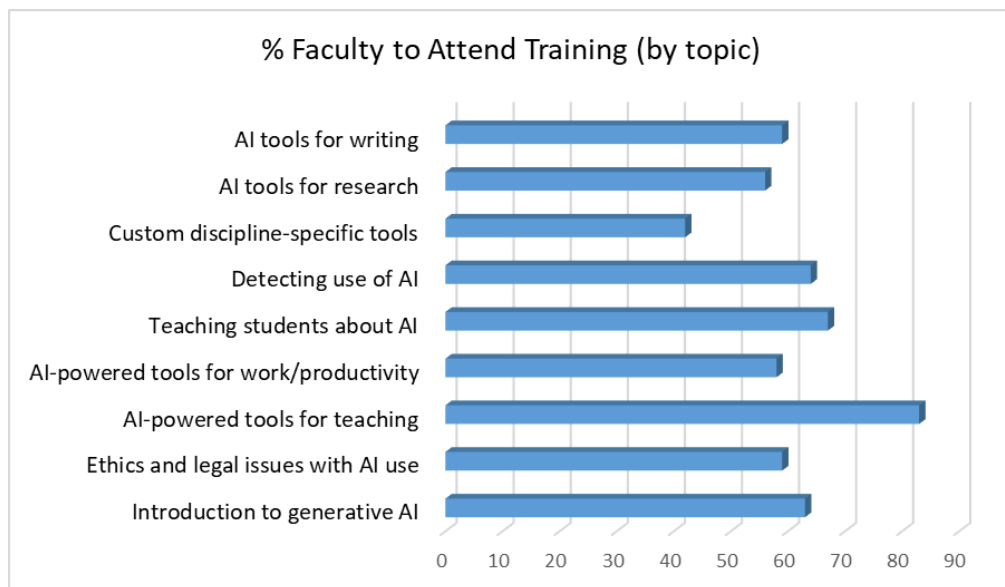 % Faculty to Attend Training (by topic)
AI tools for writing
AI tools for research
Custom discipline-specific tools
Detecting use of AI
Teaching students about AI
AI-powered tools for work/productivity
AI-powered tools for teaching
Ethics and legal issues with AI use
Introduction to generative AI
0 10 20 30 40 50 60 70 80 90